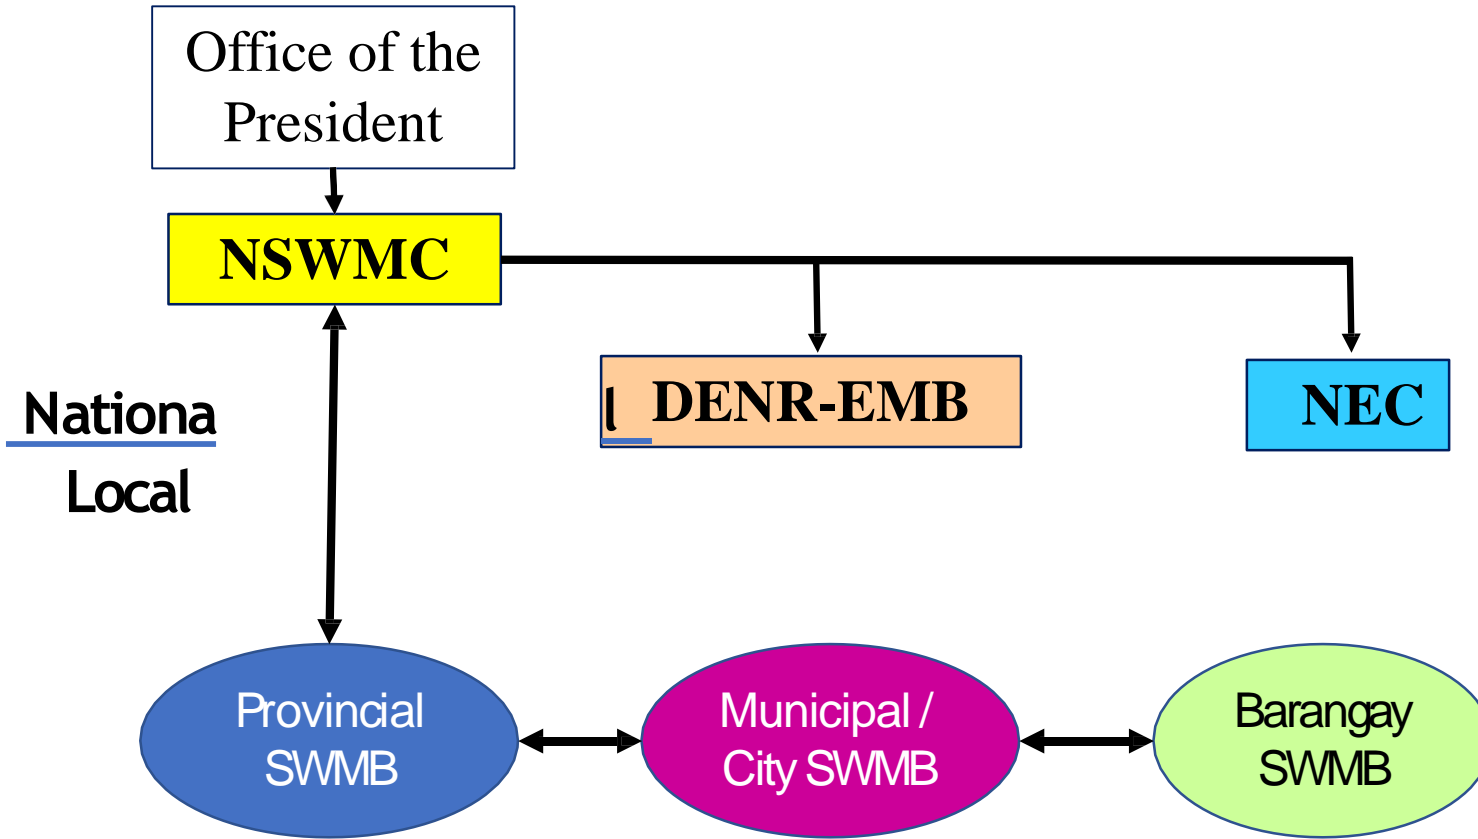 Office of the
President
NSWMC
Nationa
l
DENR-EMB
NEC
Local
Provincial
SWMB
Municipal /
City SWMB
Barangay
SWMB